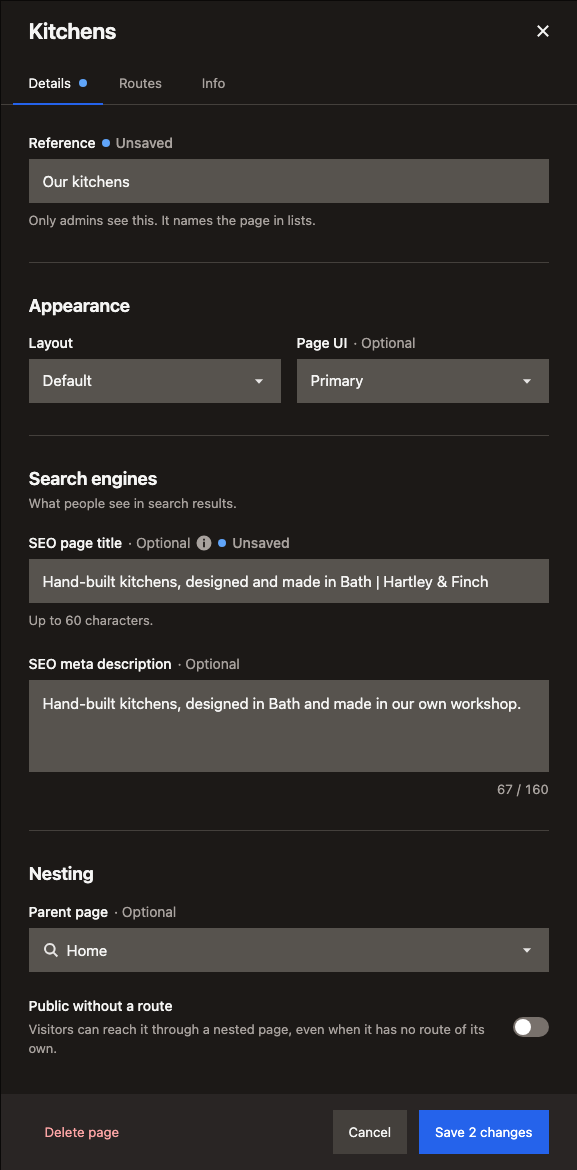 Kitchens
Details
Routes
Info
Reference
Unsaved
Our kitchens
Only admins see this. It names the page in lists.
Appearance
Layout
Page UI · Optional
Default
Primary
Search engines
What people see in search results.
SEO page title · Optional
Unsaved
Hand-built kitchens, designed and made in Bath | Hartley & Finch
Up to 60 characters.
SEO meta description · Optional
Hand-built kitchens, designed in Bath and made in our own workshop.
67 / 160
Nesting
Parent page · Optional
Home
Public without a route
Visitors can reach it through a nested page, even when it has no route of its
own.
Delete page
Cancel
Save 2 changes